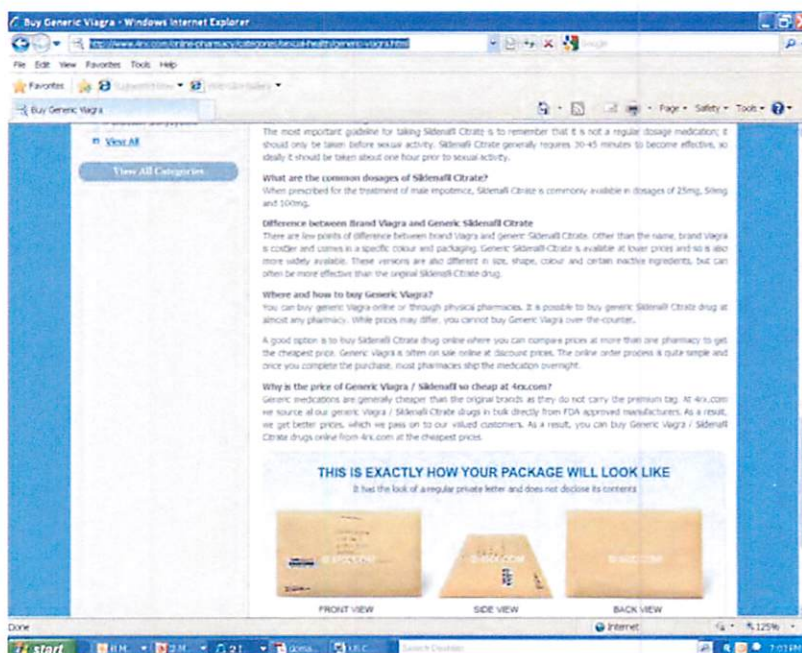 Buy Generic Viagra - Windows Internet Explorer
http://www.4rx.com/online-pharmacy/categories/sexual-health/generic-viagra.html
Google
File Edit View Favorites Tools Help
Favorites
Buy Generic Viagra
Page Safety Tools
View All
View All Categories
The most important guideline for taking Sildenafil Citrate is to remember that it is not a regular dosage medication; it
should only be taken before sexual activity. Sildenafil Citrate generally requires 30-45 minutes to become effective, so
ideally it should be taken about one hour prior to sexual activity.
What are the common dosages of Sildenafil Citrate?
When prescribed for the treatment of male impotence, Sildenafil Citrate is commonly available in dosages of 25mg, 50mg
and 100mg.
Difference between Brand Viagra and Generic Sildenafil Citrate
There are few points of difference between Brand Viagra and generic Sildenafil Citrate. Other than the name, brand Viagra
is costlier and comes in a specific colour and packaging. Generic Sildenafil Citrate is available at lower prices and so is also
more widely available. These versions are also different in size, shape, colour and certain inactive ingredients, but can
often be more effective than the original Sildenafil Citrate drug.
Where and how to buy Generic Viagra?
You can buy generic Viagra online or through physical pharmacies. It is possible to buy generic Sildenafil Citrate drug at
almost any pharmacy. While prices may differ, you cannot buy Generic Viagra over-the-counter.
A good option is to buy Sildenafil Citrate drug online where you can compare prices at more than one pharmacy to get
the cheapest price. Generic Viagra is often on sale online at discount prices. The online order process is quite simple and
once you complete the purchase, most pharmacies ship the medication overnight.
Why is the price of Generic Viagra / Sildenafil so cheap at 4rx.com?
Generic medications are generally cheaper than the original brands as they do not carry the premium tag. At 4rx.com
we source all our generic Viagra / Sildenafil Citrate drugs in bulk directly from FDA approved manufacturers. As a result,
we get better prices, which we pass on to our valued customers. As a result, you can buy Generic Viagra / Sildenafil
Citrate drugs online from 4rx.com at the cheapest prices.
THIS IS EXACTLY HOW YOUR PACKAGE WILL LOOK LIKE
It has the look of a regular private letter and does not disclose its contents
FRONT VIEW SIDE VIEW BACK VIEW
Done Internet 125%
start Search Desktop 7:03 PM